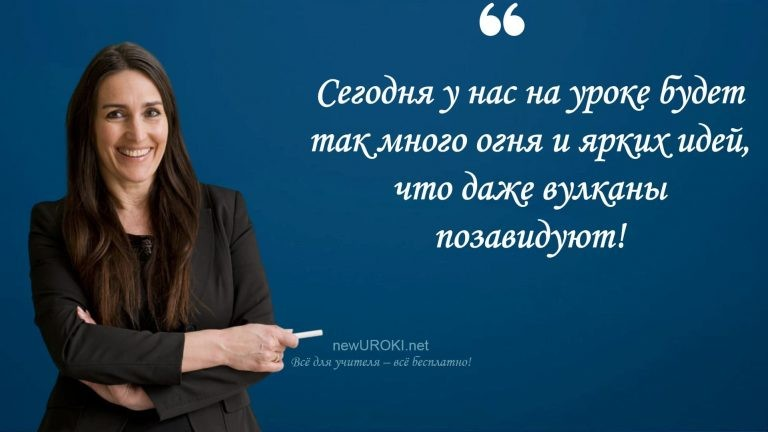 “
Сегодня у нас на уроке будет
так много огня и ярких идей,
что даже вулканы
позавидуют!
newUROKI.net
Всё для учителя – всё бесплатно!